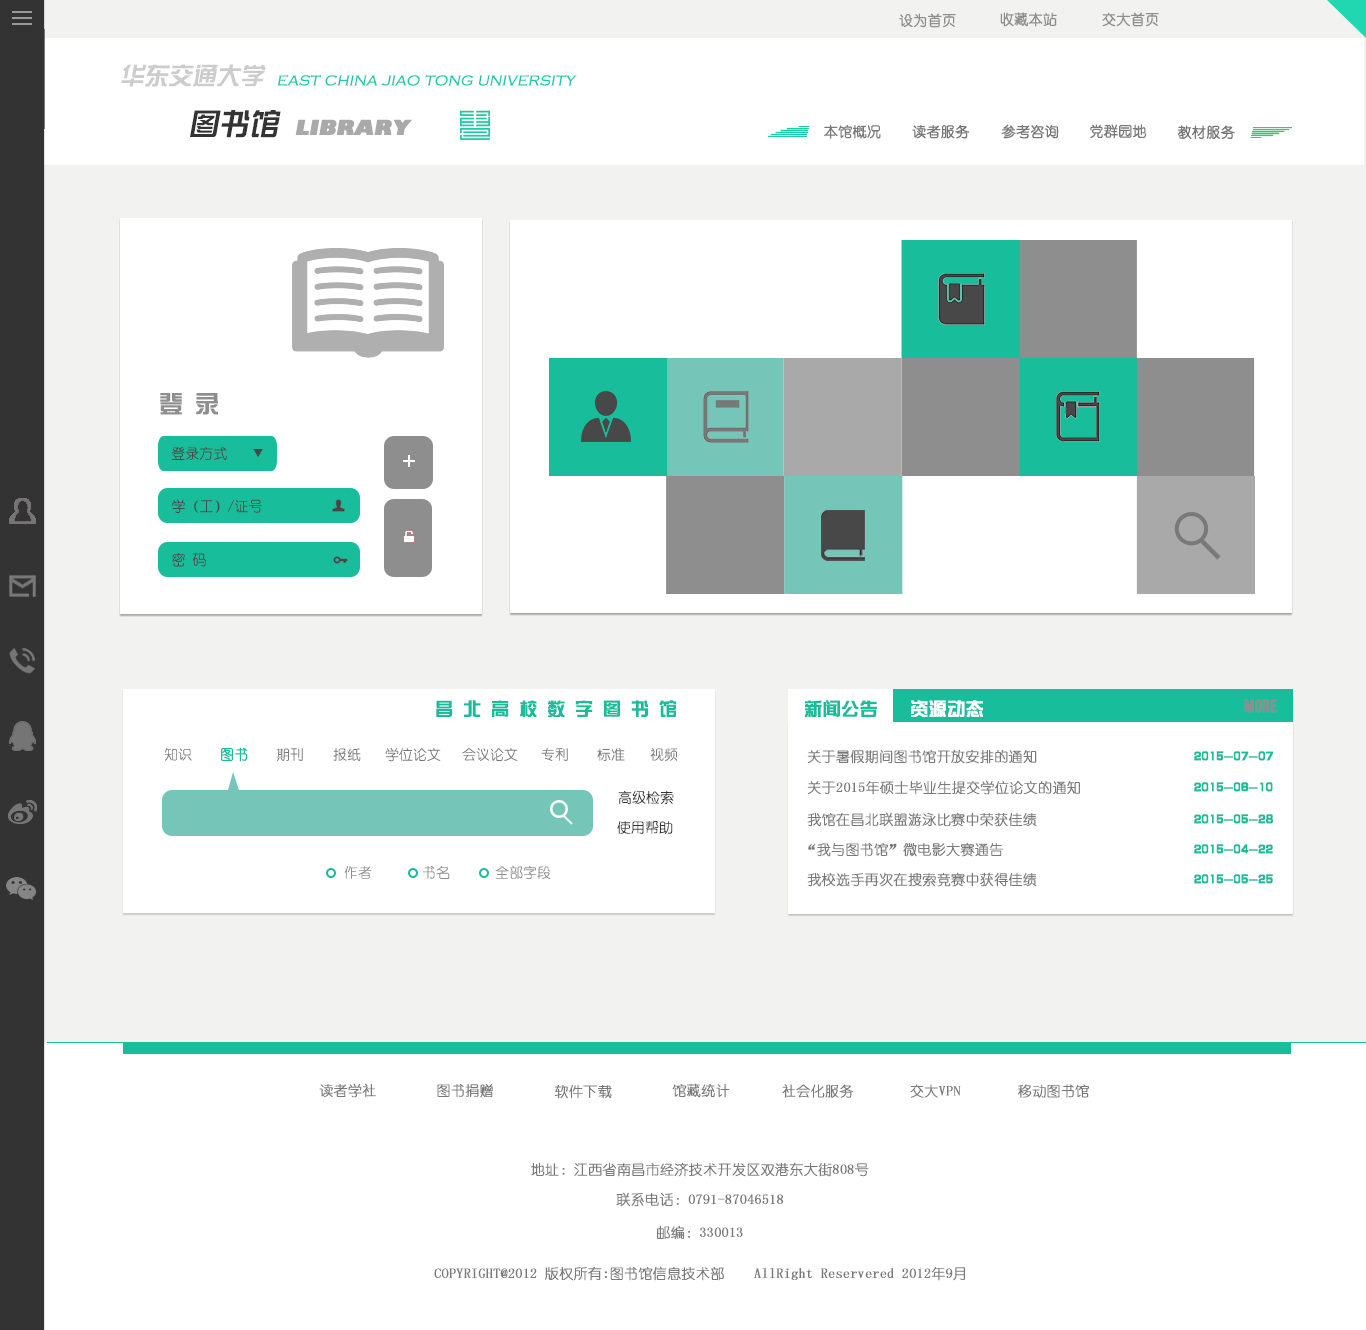 设为首页 收藏本站 交大首页
华东交通大学 EAST CHINA JIAO TONG UNIVERSITY
图书馆 LIBRARY
本馆概况 读者服务 参考咨询 党群园地 教材服务
登 录
登录方式
学（工）/证号
密 码
昌北高校数字图书馆
知识 图书 期刊 报纸 学位论文 会议论文 专利 标准 视频
高级检索
使用帮助
作者 书名 全部字段
新闻公告 资源动态 MORE
关于暑假期间图书馆开放安排的通知 2015-07-07
关于2015年硕士毕业生提交学位论文的通知 2015-08-10
我馆在昌北联盟游泳比赛中荣获佳绩 2015-05-28
“我与图书馆”微电影大赛通告 2015-04-22
我校选手再次在搜索竞赛中获得佳绩 2015-05-25
读者学社 图书捐赠 软件下载 馆藏统计 社会化服务 交大VPN 移动图书馆
地址: 江西省南昌市经济技术开发区双港东大街808号
联系电话: 0791-87046518
邮编: 330013
COPYRIGHT@2012 版权所有:图书馆信息技术部 AllRight Reservered 2012年9月